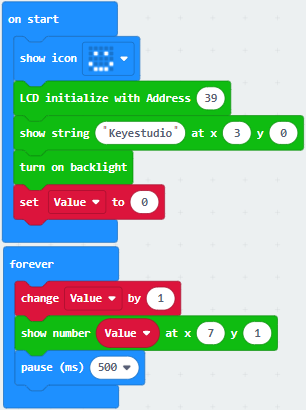 on start
show icon
LCD initialize with Address 39
show string "Keyestudio" at x 3 y 0
turn on backlight
set Value to 0
forever
change Value by 1
show number Value at x 7 y 1
pause (ms) 500